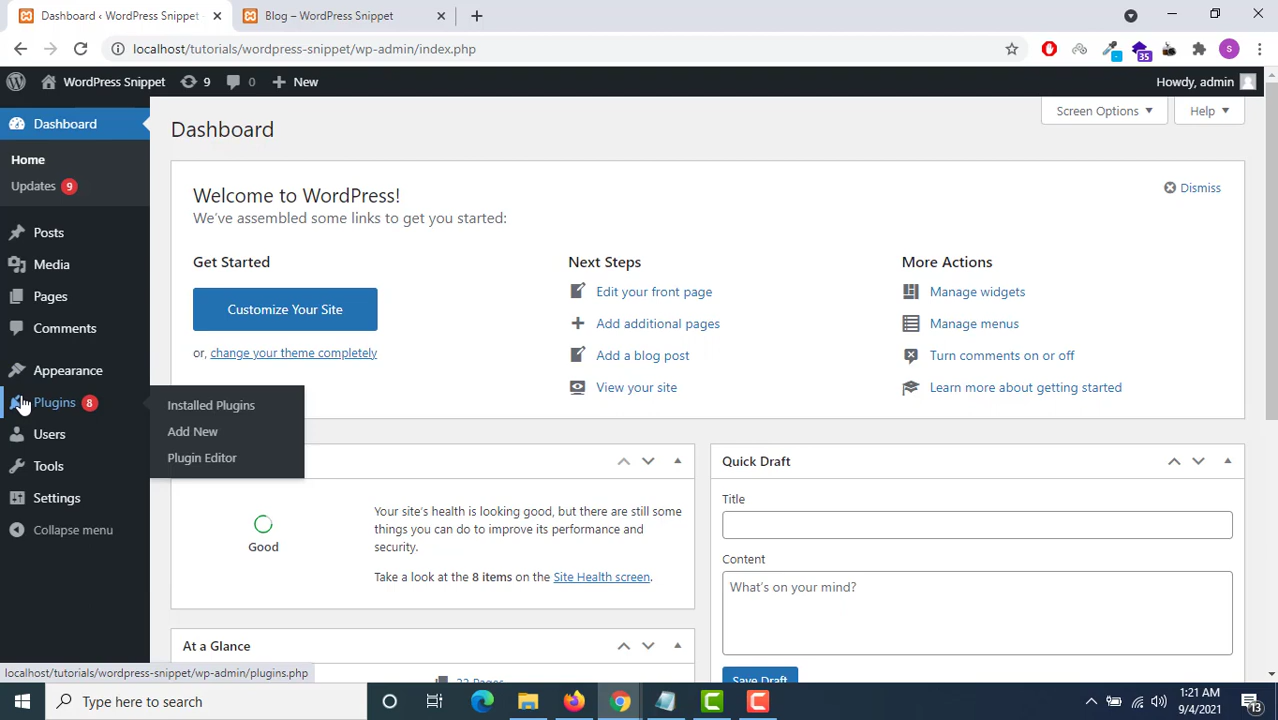 Dashboard ‹ WordPress Snippet
Blog – WordPress Snippet
S
localhost/tutorials/wordpress-snippet/wp-admin/index.php
35
S
WordPress Snippet
9
0
New
Howdy, admin
Dashboard
Home
Updates 9
Posts
Media
Pages
Comments
Appearance
Plugins 8
Users
Tools
Settings
Collapse menu
Installed Plugins
Add New
Plugin Editor
Dashboard
Screen Options
Help
Welcome to WordPress!
We've assembled some links to get you started:
Dismiss
Get Started
Customize Your Site
or, change your theme completely
Next Steps
Edit your front page
Add additional pages
Add a blog post
View your site
More Actions
Manage widgets
Manage menus
Turn comments on or off
Learn more about getting started
Good
Your site's health is looking good, but there are still some
things you can do to improve its performance and
security.
Take a look at the 8 items on the Site Health screen.
At a Glance
Quick Draft
Title
Content
What's on your mind?
Save Draft
localhost/tutorials/wordpress-snippet/wp-admin/plugins.php
Type here to search
1:21 AM
9/4/2021
13